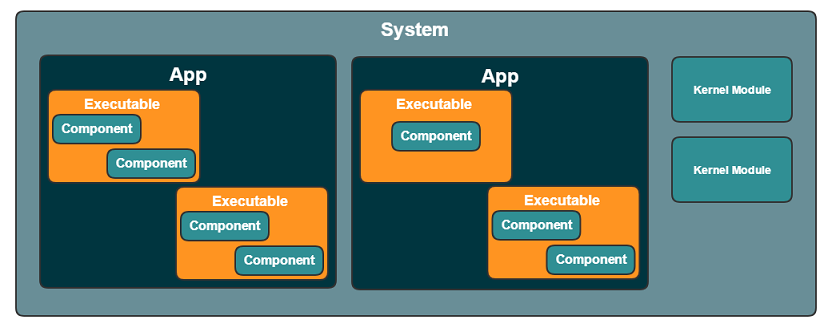 System
App
Executable
Component
Component
Executable
Component
Component
App
Executable
Component
Executable
Component
Component
Kernel Module
Kernel Module